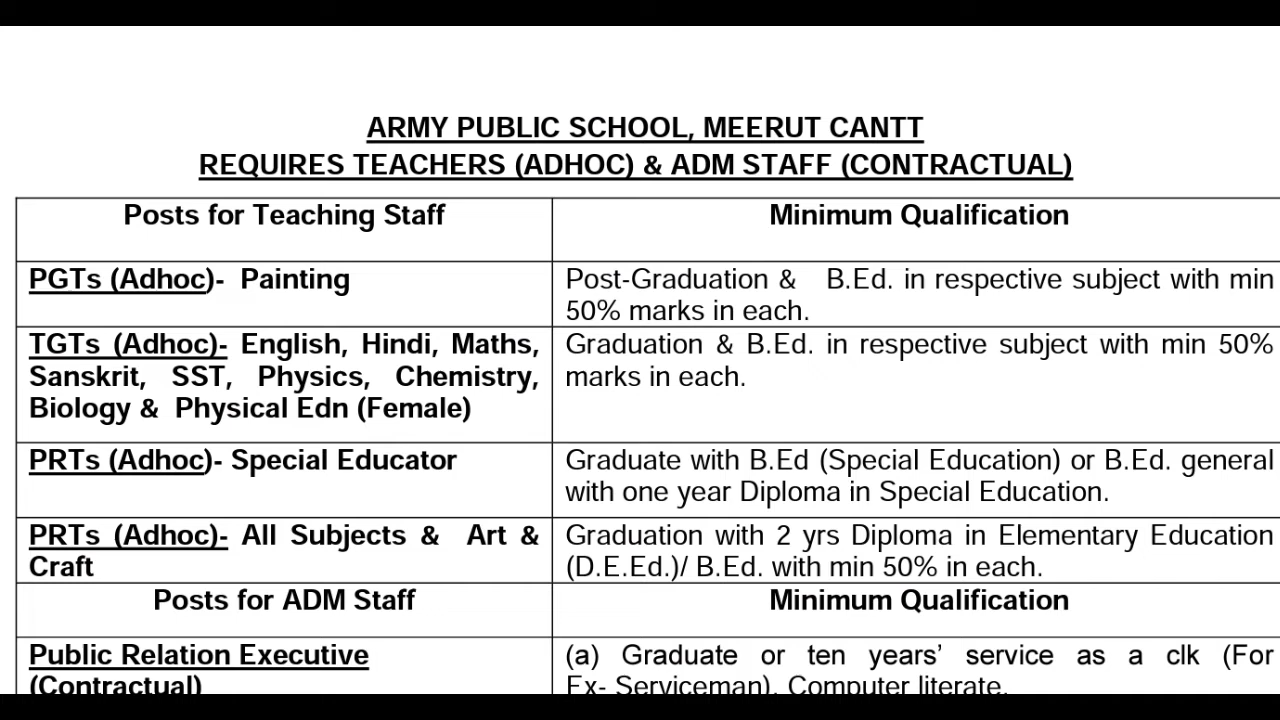 ARMY PUBLIC SCHOOL, MEERUT CANTT
REQUIRES TEACHERS (ADHOC) & ADM STAFF (CONTRACTUAL)
Posts for Teaching Staff
Minimum Qualification
PGTs (Adhoc)- Painting
Post-Graduation & B.Ed. in respective subject with min
50% marks in each.
TGTs (Adhoc)- English, Hindi, Maths,
Sanskrit, SST, Physics, Chemistry,
Biology & Physical Edn (Female)
Graduation & B.Ed. in respective subject with min 50%
marks in each.
PRTs (Adhoc)- Special Educator
Graduate with B.Ed (Special Education) or B.Ed. general
with one year Diploma in Special Education.
PRTs (Adhoc)- All Subjects & Art &
Craft
Graduation with 2 yrs Diploma in Elementary Education
(D.E.Ed.)/ B.Ed. with min 50% in each.
Posts for ADM Staff
Minimum Qualification
Public Relation Executive
(Contractual)
(a) Graduate or ten years’ service as a clk (For
Ex- Serviceman). Computer literate.